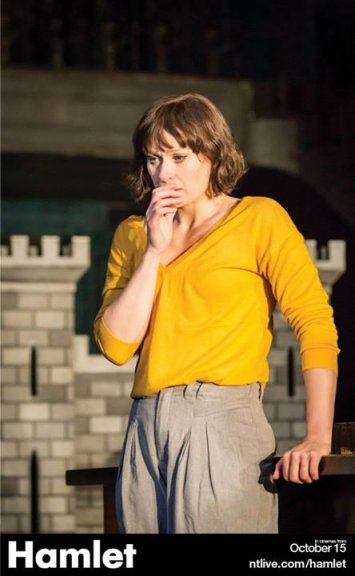 Hamlet
In cinemas from
October 15
ntlive.com/hamlet